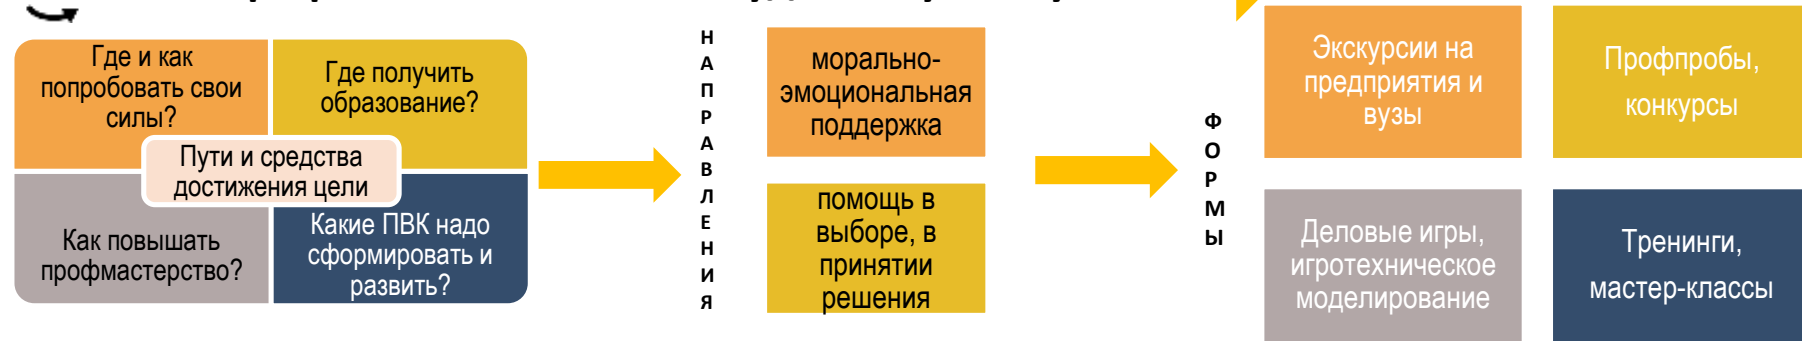 Где и как
попробовать свои
силы?
Где получить
образование?
Пути и средства
достижения цели
Как повышать
профмастерство?
Какие ПВК надо
сформировать и
развить?
НАПРАВЛЕНИЯ
морально-
эмоциональная
поддержка
помощь в
выборе, в
принятии
решения
ФОРМЫ
Экскурсии на
предприятия и
вузы
Профпробы,
конкурсы
Деловые игры,
игротехническое
моделирование
Тренинги,
мастер-классы